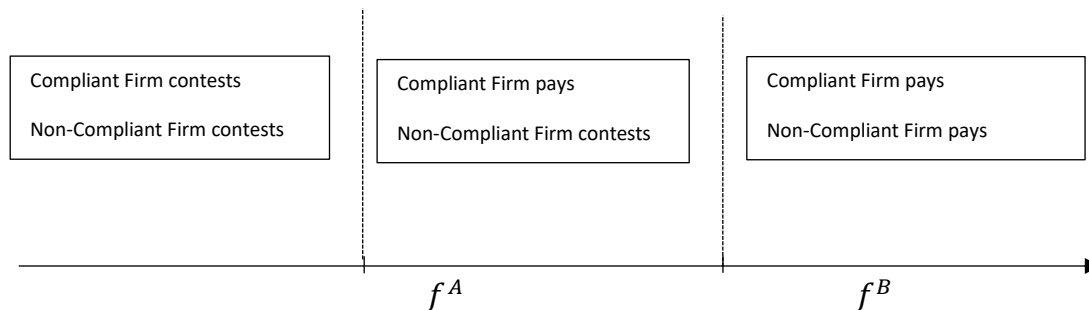 Compliant Firm contests
Non-Compliant Firm contests
Compliant Firm pays
Non-Compliant Firm contests
Compliant Firm pays
Non-Compliant Firm pays
f^A
f^B